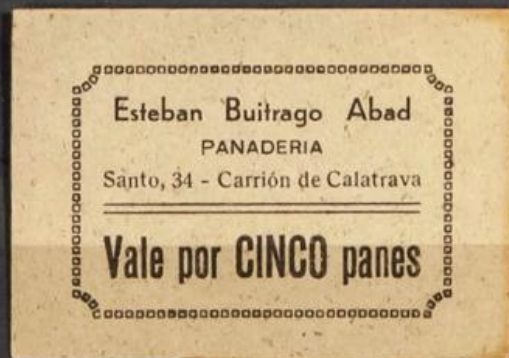 Esteban Buitrago Abad
PANADERIA
Santo, 34 - Carrión de Calatrava
Vale por CINCO panes